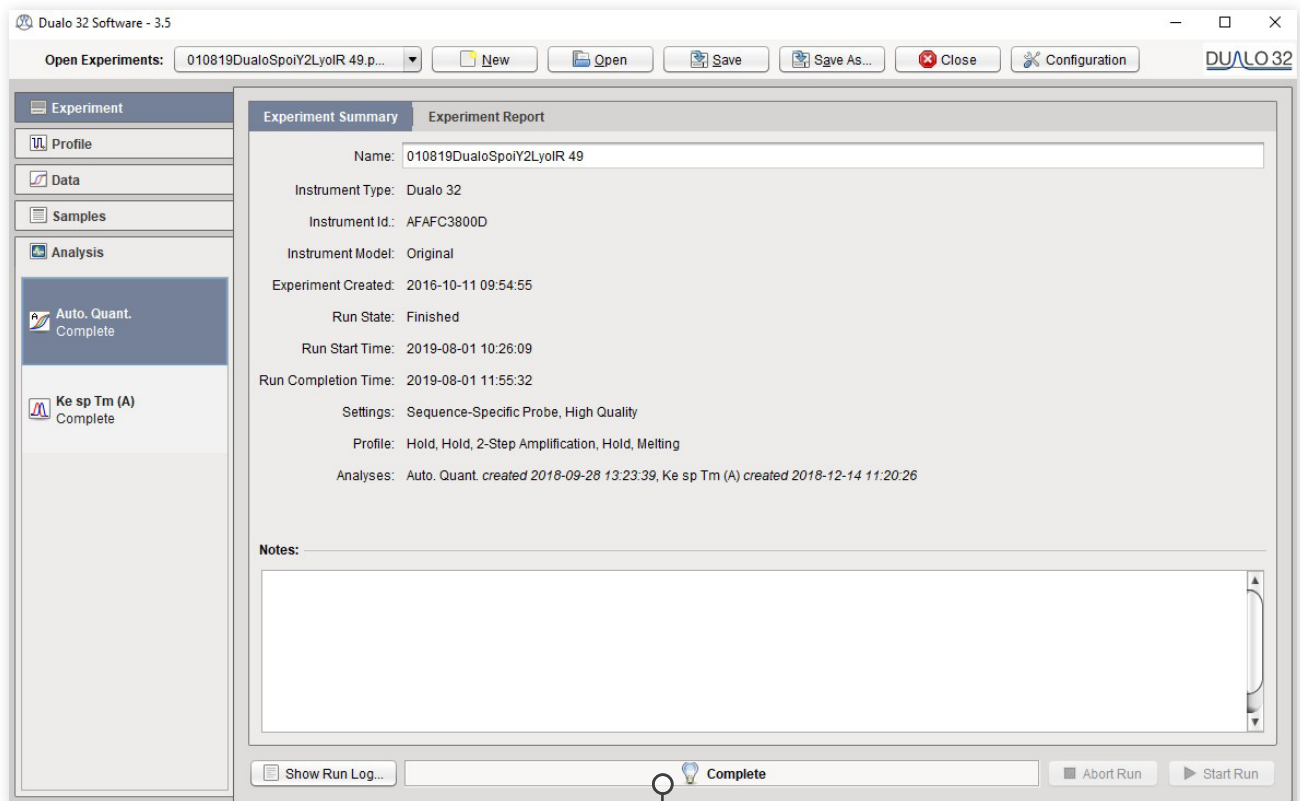 Dualo 32 Software - 3.5
Open Experiments: 010819DualoSpoiY2LyoIR 49.p... New Open Save Save As... Close Configuration DUALO 32
Experiment
Profile
Data
Samples
Analysis
Auto. Quant.
Complete
Ke sp Tm (A)
Complete
Experiment Summary Experiment Report
Name: 010819DualoSpoiY2LyoIR 49
Instrument Type: Dualo 32
Instrument Id.: AFAFC3800D
Instrument Model: Original
Experiment Created: 2016-10-11 09:54:55
Run State: Finished
Run Start Time: 2019-08-01 10:26:09
Run Completion Time: 2019-08-01 11:55:32
Settings: Sequence-Specific Probe, High Quality
Profile: Hold, Hold, 2-Step Amplification, Hold, Melting
Analyses: Auto. Quant. created 2018-09-28 13:23:39, Ke sp Tm (A) created 2018-12-14 11:20:26
Notes:
Show Run Log... Complete Abort Run Start Run